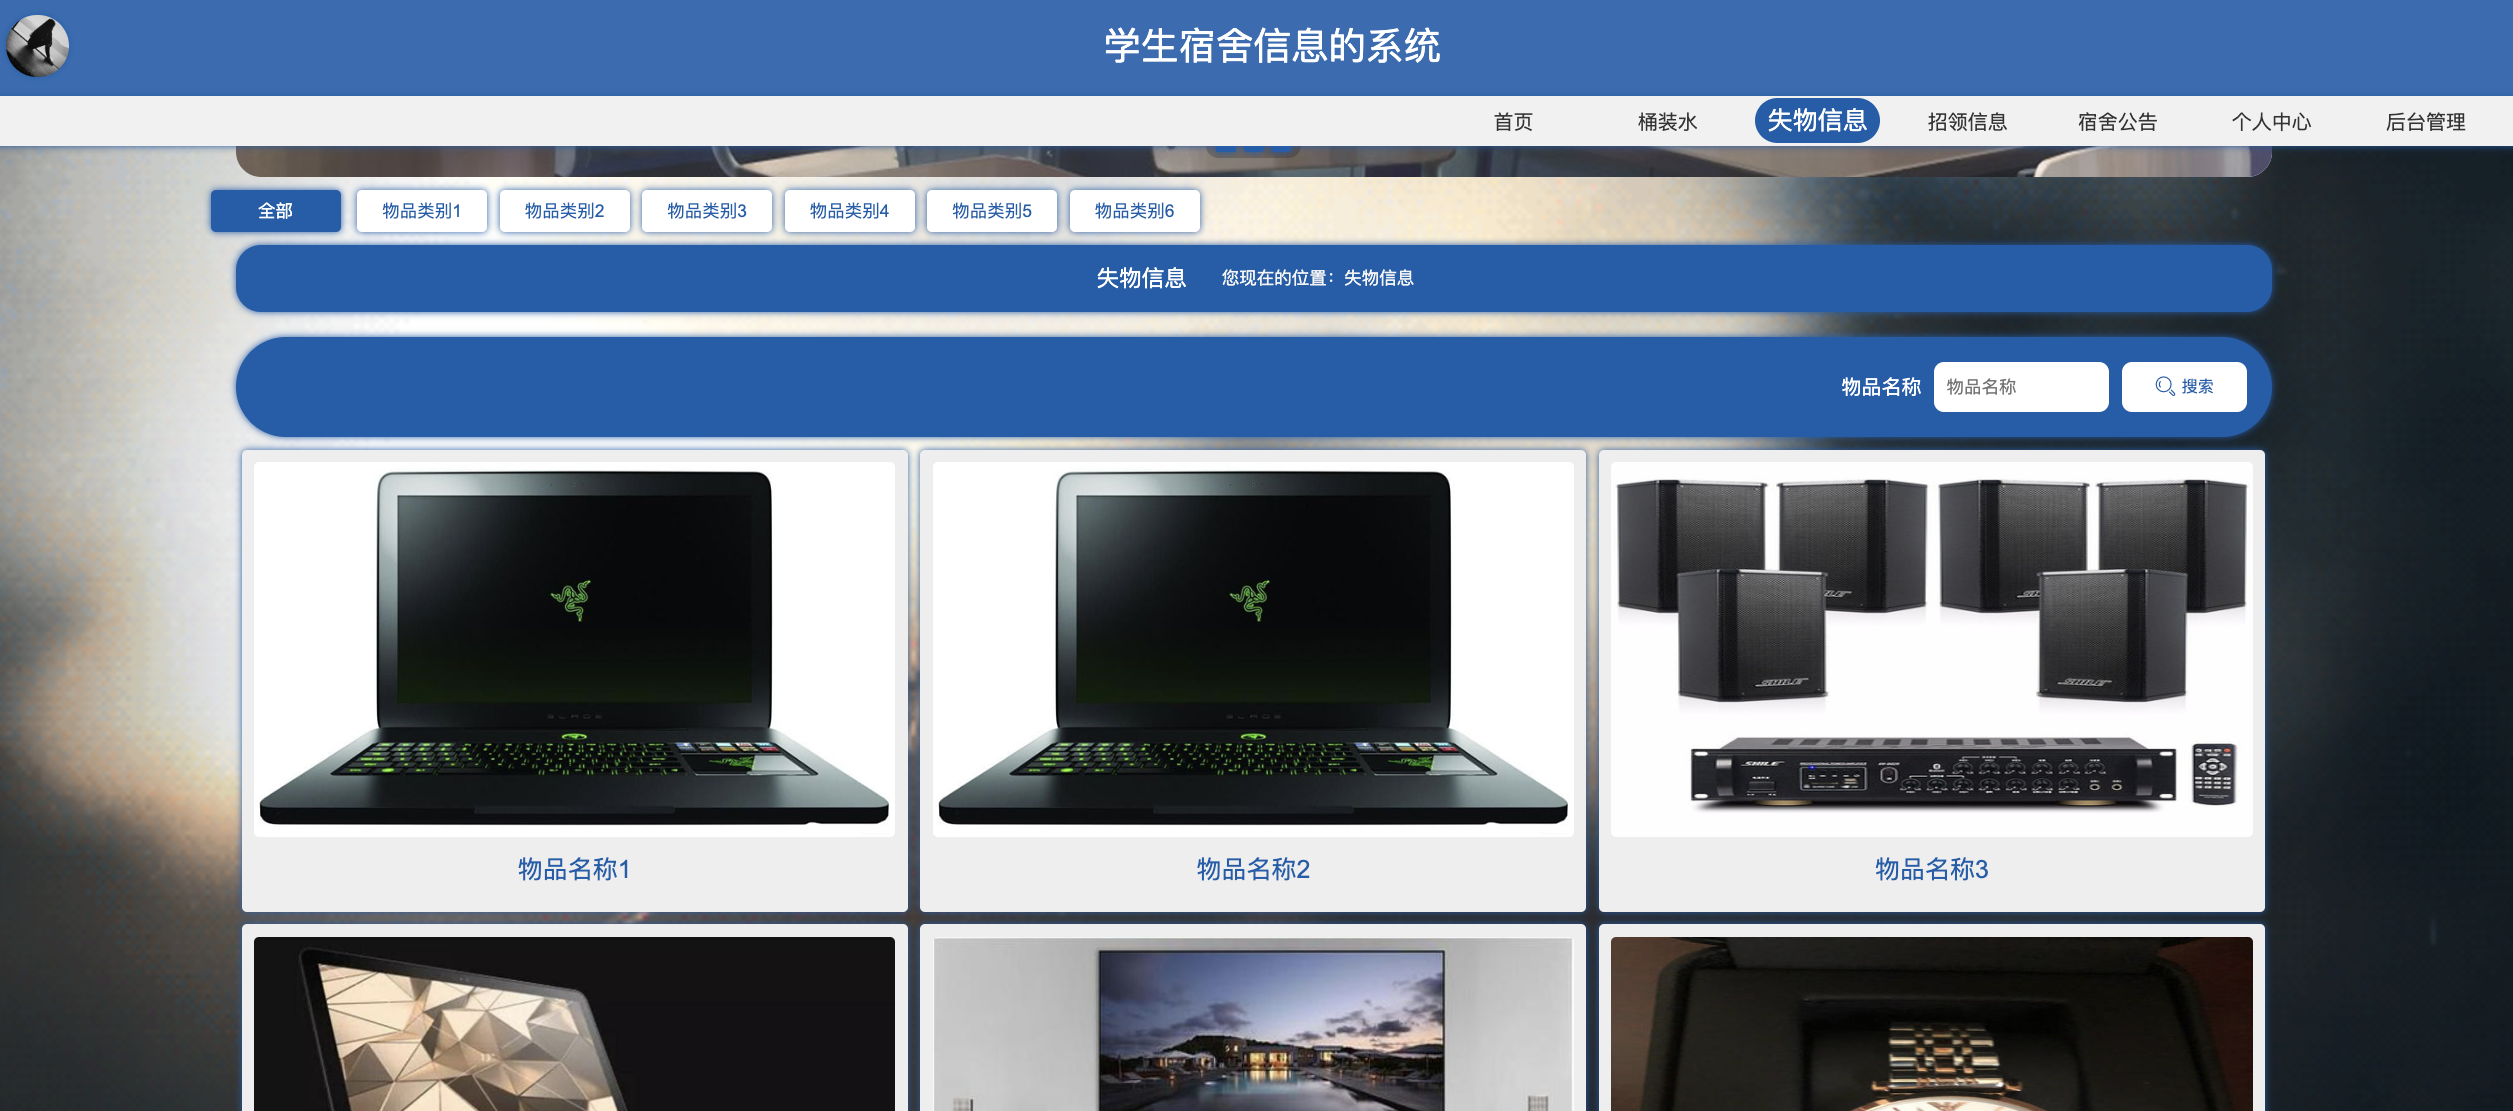 学生宿舍信息的系统
首页 桶装水 失物信息 招领信息 宿舍公告 个人中心 后台管理
全部 物品类别1 物品类别2 物品类别3 物品类别4 物品类别5 物品类别6
失物信息 您现在的位置：失物信息
物品名称 物品名称 搜索
BLADE BLADE
SHILE SHILE
SHILE
物品名称1 物品名称2 物品名称3